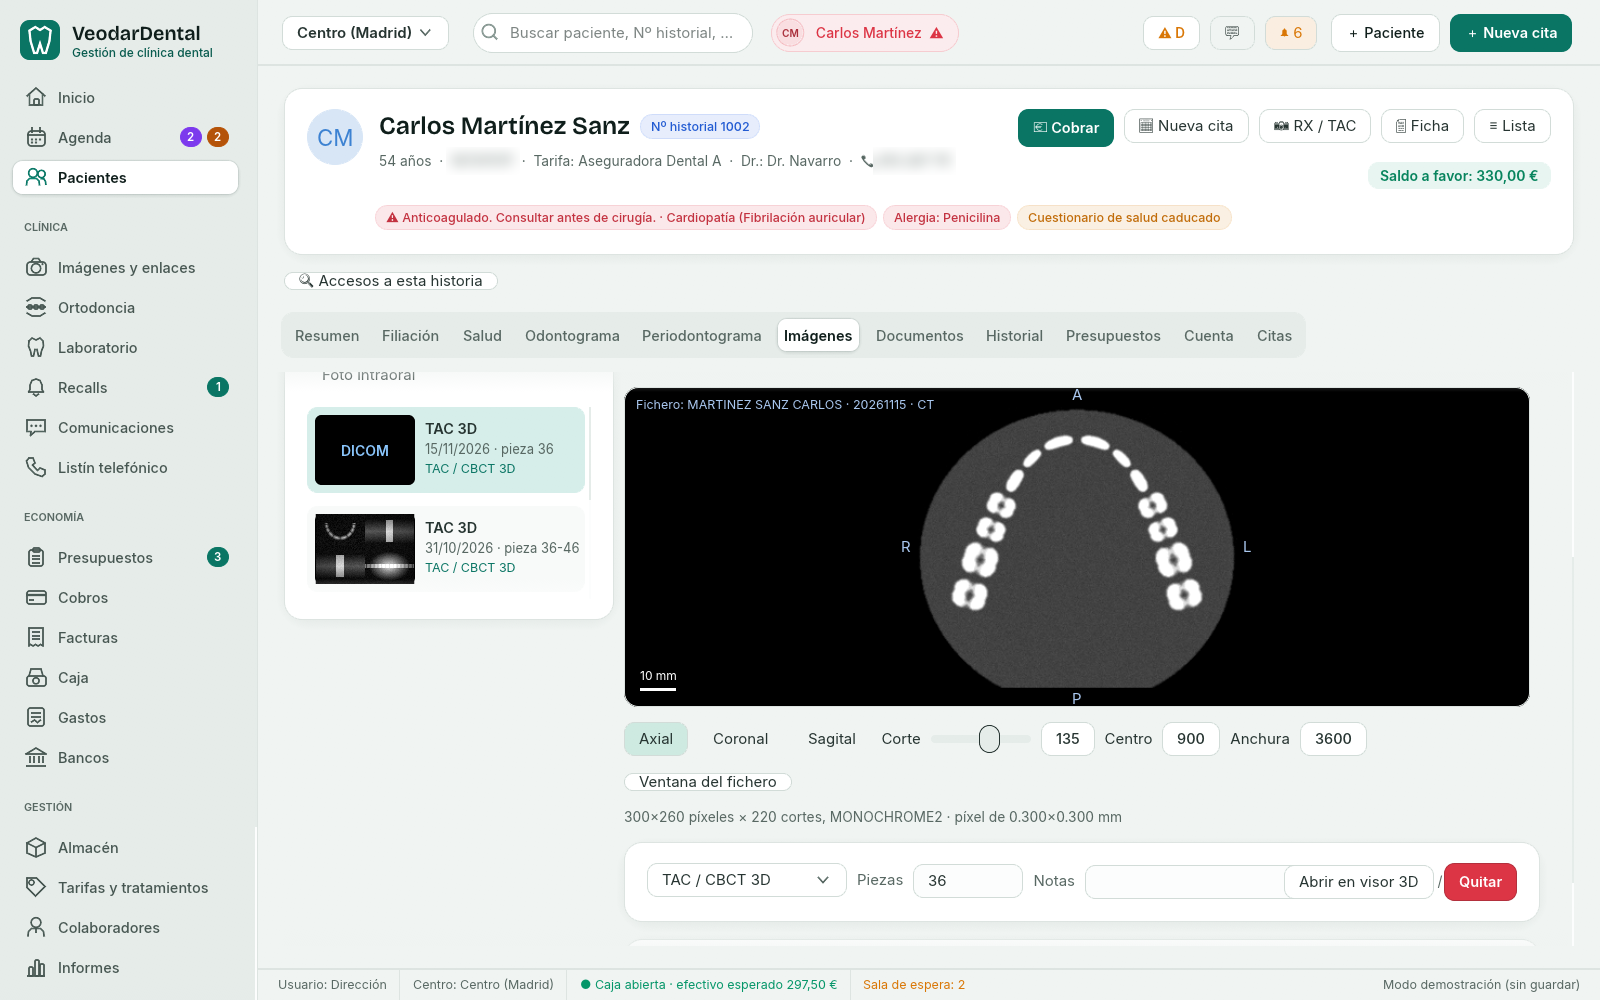 VeodarDental
Gestión de clínica dental
Inicio
Agenda 2 2
Pacientes
CLÍNICA
Imágenes y enlaces
Ortodoncia
Laboratorio
Recalls 1
Comunicaciones
Listín telefónico
ECONOMÍA
Presupuestos 3
Cobros
Facturas
Caja
Gastos
Bancos
GESTIÓN
Almacén
Tarifas y tratamientos
Colaboradores
Informes
Centro (Madrid)
Buscar paciente, Nº historial, ...
CM Carlos Martínez
D
6
+ Paciente
+ Nueva cita
CM
Carlos Martínez Sanz Nº historial 1002
54 años · · Tarifa: Aseguradora Dental A · Dr.: Dr. Navarro ·
Cobrar
Nueva cita
RX / TAC
Ficha
Lista
Saldo a favor: 330,00 €
Anticoagulado. Consultar antes de cirugía. · Cardiopatía (Fibrilación auricular)
Alergia: Penicilina
Cuestionario de salud caducado
Accesos a esta historia
Resumen Filiación Salud Odontograma Periodontograma Imágenes Documentos Historial Presupuestos Cuenta Citas
Foto intraoral
DICOM
TAC 3D
15/11/2026 · pieza 36
TAC / CBCT 3D
TAC 3D
31/10/2026 · pieza 36-46
TAC / CBCT 3D
Fichero: MARTINEZ SANZ CARLOS · 20261115 · CT
A
R
L
10 mm
P
Axial Coronal Sagital Corte 135 Centro 900 Anchura 3600
Ventana del fichero
300×260 píxeles × 220 cortes, MONOCHROME2 · píxel de 0.300×0.300 mm
TAC / CBCT 3D Piezas 36 Notas Abrir en visor 3D / Quitar
Usuario: Dirección
Centro: Centro (Madrid)
Caja abierta · efectivo esperado 297,50 €
Sala de espera: 2
Modo demostración (sin guardar)